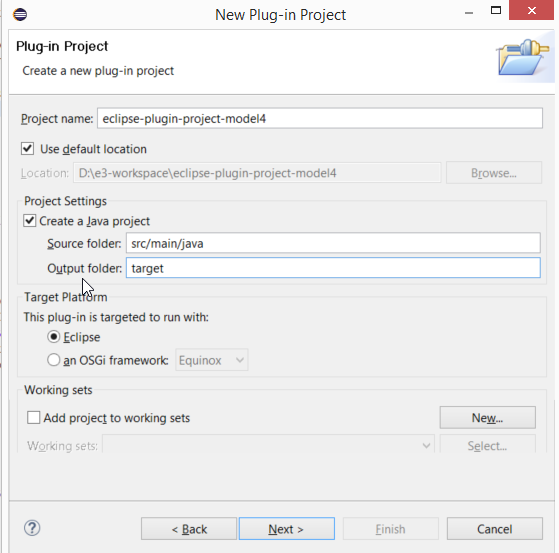 New Plug-in Project
Plug-in Project
Create a new plug-in project
Project name: eclipse-plugin-project-model4
Use default location
Location: D:\e3-workspace\eclipse-plugin-project-model4 Browse...
Project Settings
Create a Java project
Source folder: src/main/java
Output folder: target
Target Platform
This plug-in is targeted to run with:
Eclipse
an OSGi framework: Equinox
Working sets
Add project to working sets New...
Working sets: Select...
? < Back Next > Finish Cancel